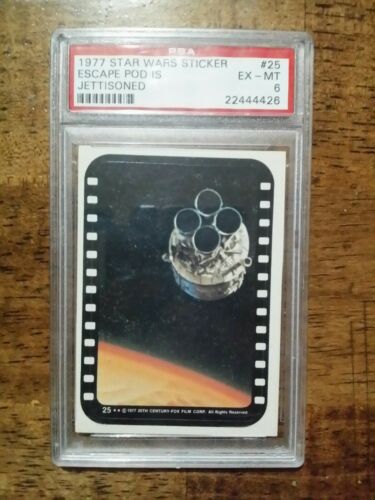 PSA
1977 STAR WARS STICKER #25
ESCAPE POD IS EX - MT
JETTISONED 6
22444426
25 ★★ © 1977 20TH CENTURY-FOX FILM CORP. All Rights Reserved